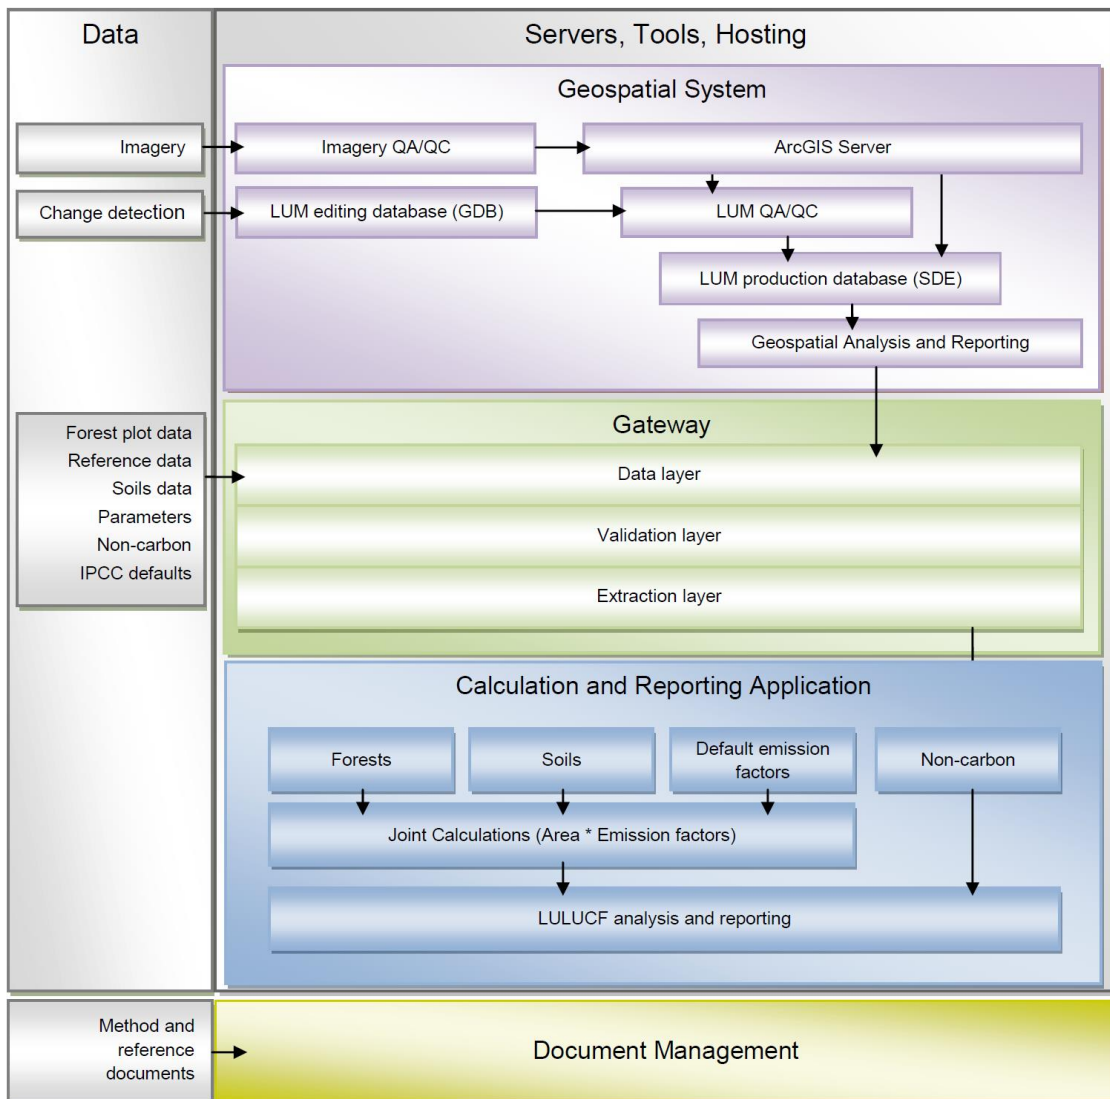 Data
Servers, Tools, Hosting
Geospatial System
Imagery
Imagery QA/QC
ArcGIS Server
Change detection
LUM editing database (GDB)
LUM QA/QC
LUM production database (SDE)
Geospatial Analysis and Reporting
Forest plot data
Reference data
Soils data
Parameters
Non-carbon
IPCC defaults
Gateway
Data layer
Validation layer
Extraction layer
Calculation and Reporting Application
Forests
Soils
Default emission
factors
Non-carbon
Joint Calculations (Area * Emission factors)
LULUCF analysis and reporting
Method and
reference
documents
Document Management